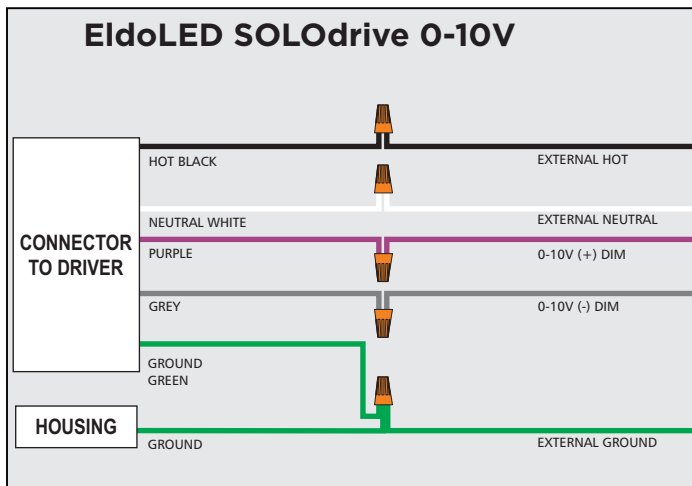 EldoLED SOLOdrive 0-10V
HOT BLACK
EXTERNAL HOT
NEUTRAL WHITE
EXTERNAL NEUTRAL
CONNECTOR
TO DRIVER
PURPLE
0-10V (+) DIM
GREY
0-10V (-) DIM
GROUND
GREEN
HOUSING
GROUND
EXTERNAL GROUND